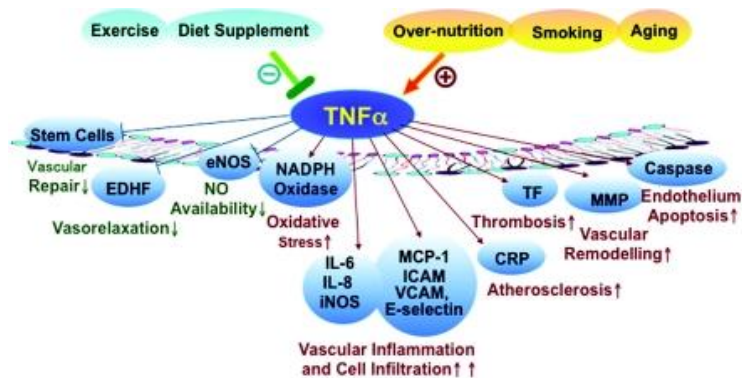 Exercise Diet Supplement
Over-nutrition Smoking Aging
⊖
⊕
TNFα
Stem Cells
Vascular
Repair↓
EDHF
Vasorelaxation↓
eNOS
NO
Availability↓
NADPH
Oxidase
Oxidative
Stress↑
IL-6
IL-8
iNOS
MCP-1
ICAM
VCAM,
E-selectin
Vascular Inflammation
and Cell Infiltration↑ ↑
CRP
Atherosclerosis↑
TF
Thrombosis↑
MMP
Vascular
Remodelling↑
Caspase
Endothelium
Apoptosis↑